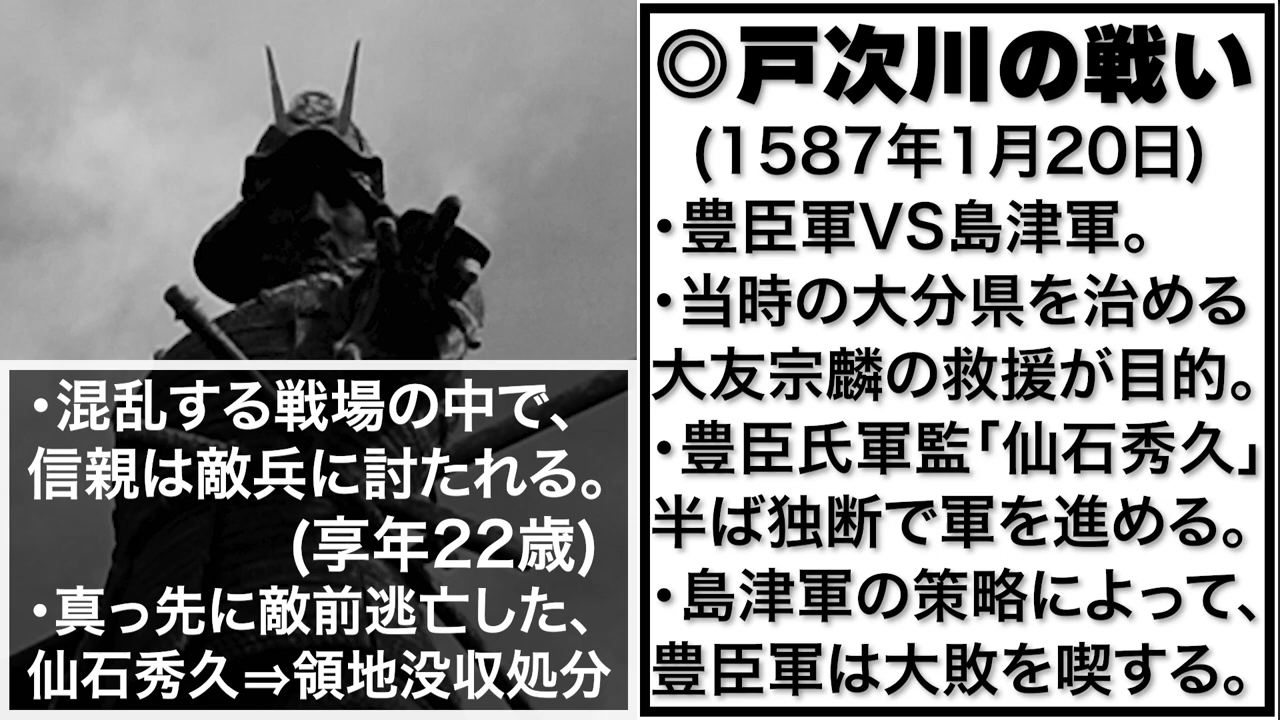 ・混乱する戦場の中で、
信親は敵兵に討たれる。
(享年22歳)
・真っ先に敵前逃亡した、
仙石秀久⇒領地没収処分
◎戸次川の戦い
(1587年1月20日)
・豊臣軍VS島津軍。
・当時の大分県を治める
大友宗麟の救援が目的。
・豊臣氏軍監「仙石秀久」
半ば独断で軍を進める。
・島津軍の策略によって、
豊臣軍は大敗を喫する。